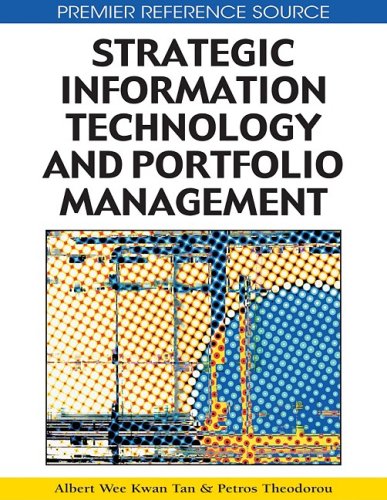 PREMIER REFERENCE SOURCE
STRATEGIC
INFORMATION
TECHNOLOGY
AND PORTFOLIO
MANAGEMENT
Albert Wee Kwan Tan & Petros Theodorou